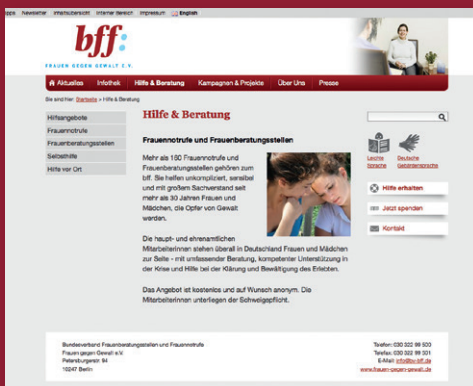 apps Newsletter Inhaltsübersicht Interner Bereich Impressum English
bff:
FRAUEN GEGEN GEWALT E.V.
Aktuelles Infothek Hilfe & Beratung Kampagnen & Projekte Über Uns Presse
Sie sind hier: Startseite > Hilfe & Beratung
Hilfsangebote
Frauennotrufe
Frauenberatungsstellen
Selbsthilfe
Hilfe vor Ort
Hilfe & Beratung
Frauennotrufe und Frauenberatungsstellen
Mehr als 160 Frauennotrufe und
Frauenberatungsstellen gehören zum
bff. Sie helfen unkompliziert, sensibel
und mit großem Sachverstand seit
mehr als 30 Jahren Frauen und
Mädchen, die Opfer von Gewalt
werden.
Die haupt- und ehrenamtlichen
Mitarbeiterinnen stehen überall in Deutschland Frauen und Mädchen
zur Seite - mit umfassender Beratung, kompetenter Unterstützung in
der Krise und Hilfe bei der Klärung und Bewältigung des Erlebten.
Das Angebot ist kostenlos und auf Wunsch anonym. Die
Mitarbeiterinnen unterliegen der Schweigepflicht.
Leichte
Sprache
Deutsche
Gebärdensprache
Hilfe erhalten
Jetzt spenden
Kontakt
Bundesverband Frauenberatungsstellen und Frauennotrufe
Frauen gegen Gewalt e.V.
Petersburgerstr. 94
10247 Berlin
Telefon: 030 322 99 500
Telefax: 030 322 99 501
E-Mail: info@bv-bff.de
www.frauen-gegen-gewalt.de